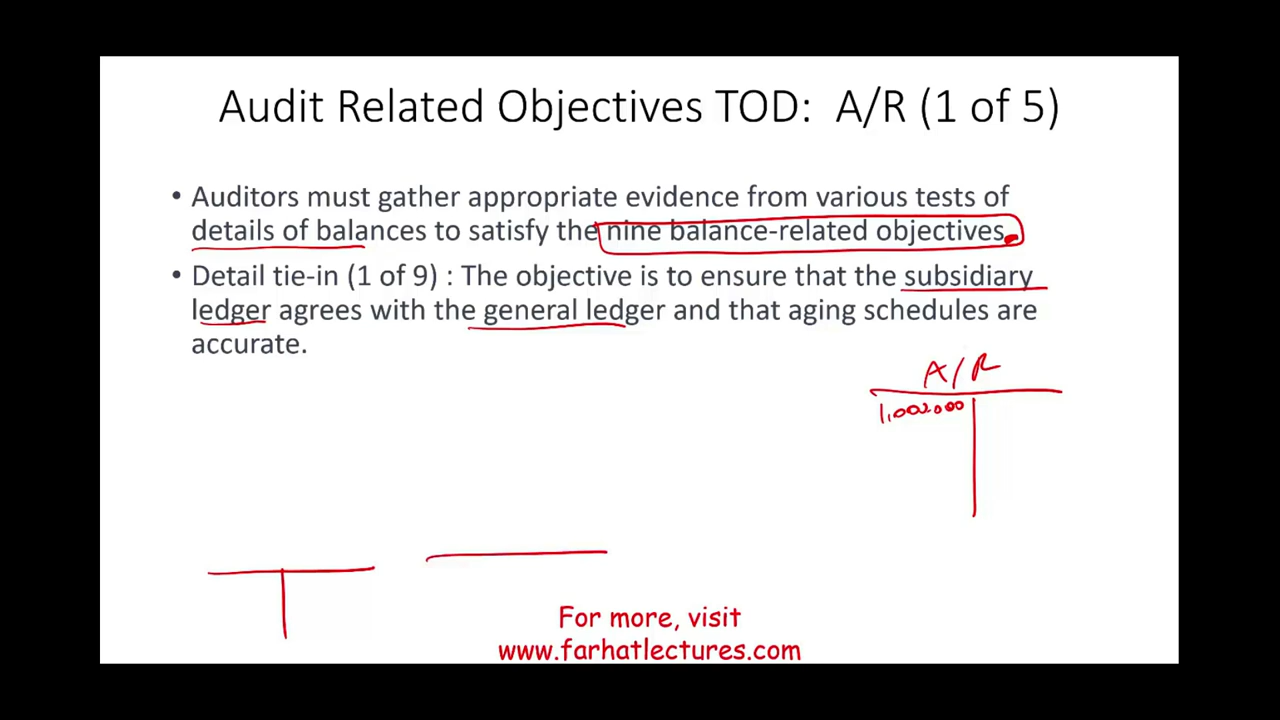 Audit Related Objectives TOD: A/R (1 of 5)
• Auditors must gather appropriate evidence from various tests of
details of balances to satisfy the nine balance-related objectives.
• Detail tie-in (1 of 9) : The objective is to ensure that the subsidiary
ledger agrees with the general ledger and that aging schedules are
accurate.
A/R
1,000.000
For more, visit
www.farhatlectures.com